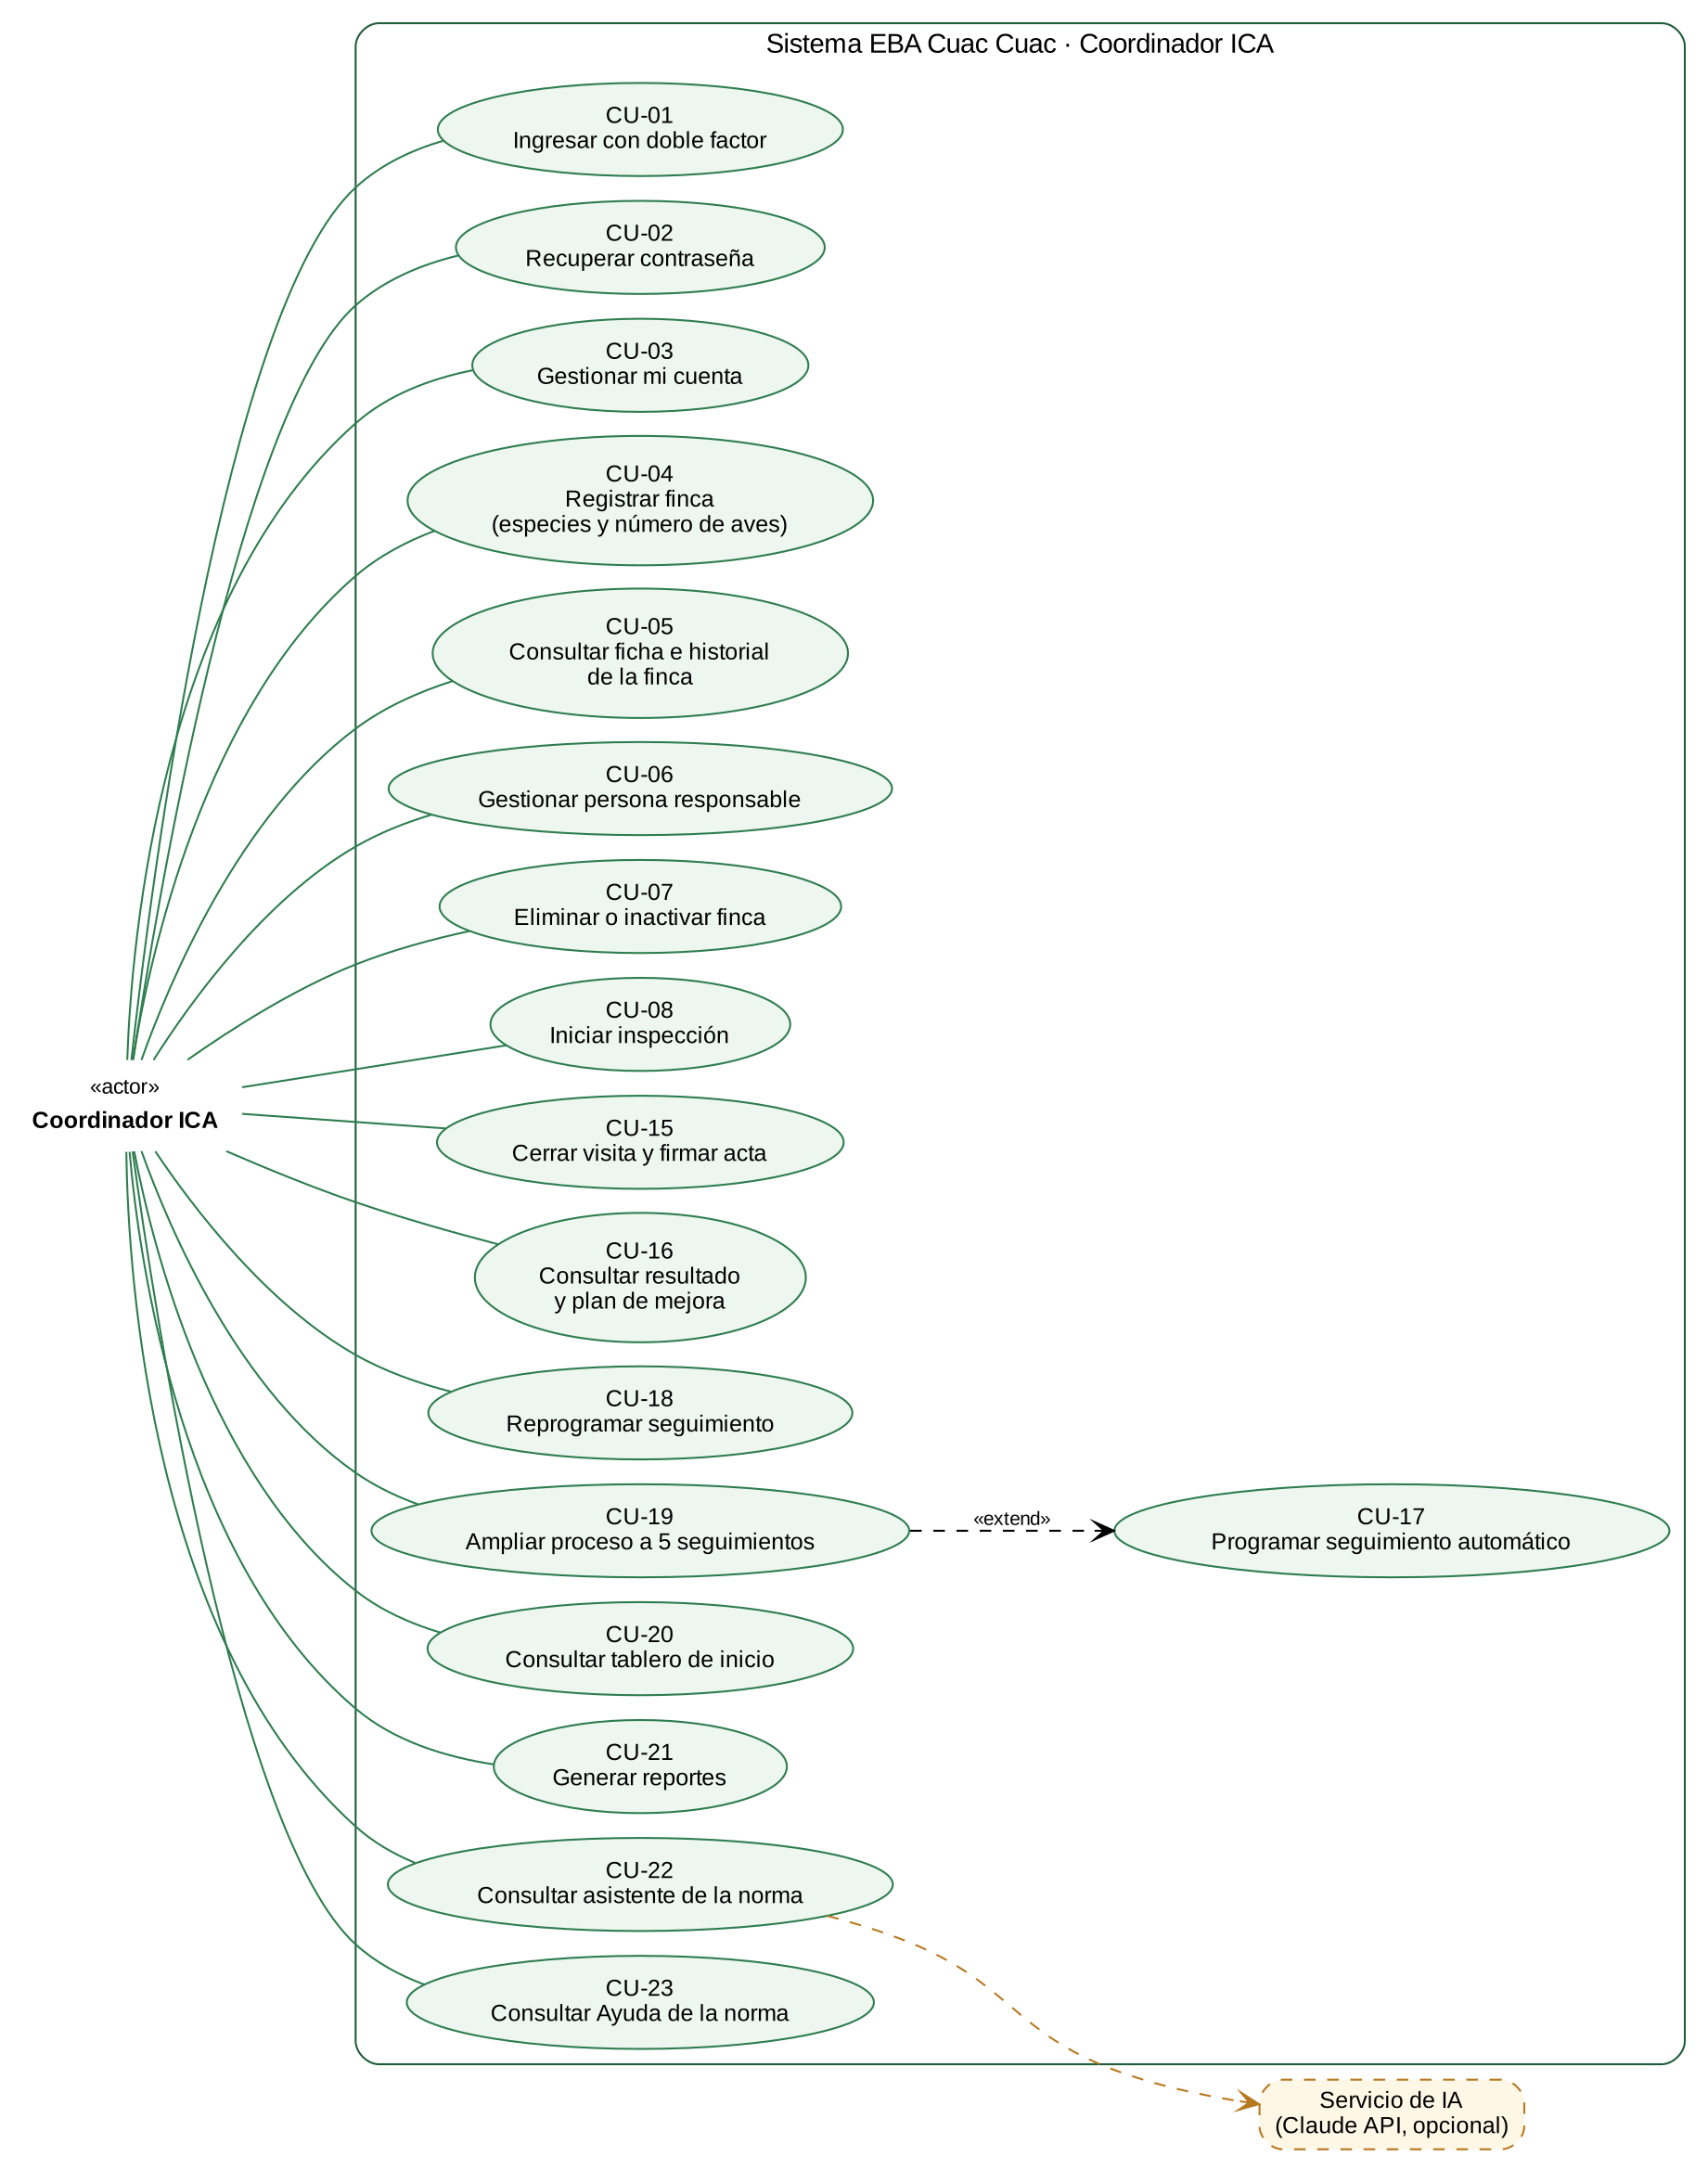 Sistema EBA Cuac Cuac · Coordinador ICA
CU-01
Ingresar con doble factor
CU-02
Recuperar contraseña
CU-03
Gestionar mi cuenta
CU-04
Registrar finca
(especies y número de aves)
CU-05
Consultar ficha e historial
de la finca
CU-06
Gestionar persona responsable
CU-07
Eliminar o inactivar finca
CU-08
Iniciar inspección
«actor»
Coordinador ICA
CU-15
Cerrar visita y firmar acta
CU-16
Consultar resultado
y plan de mejora
CU-18
Reprogramar seguimiento
CU-19
Ampliar proceso a 5 seguimientos
«extend»
CU-17
Programar seguimiento automático
CU-20
Consultar tablero de inicio
CU-21
Generar reportes
CU-22
Consultar asistente de la norma
CU-23
Consultar Ayuda de la norma
Servicio de IA
(Claude API, opcional)